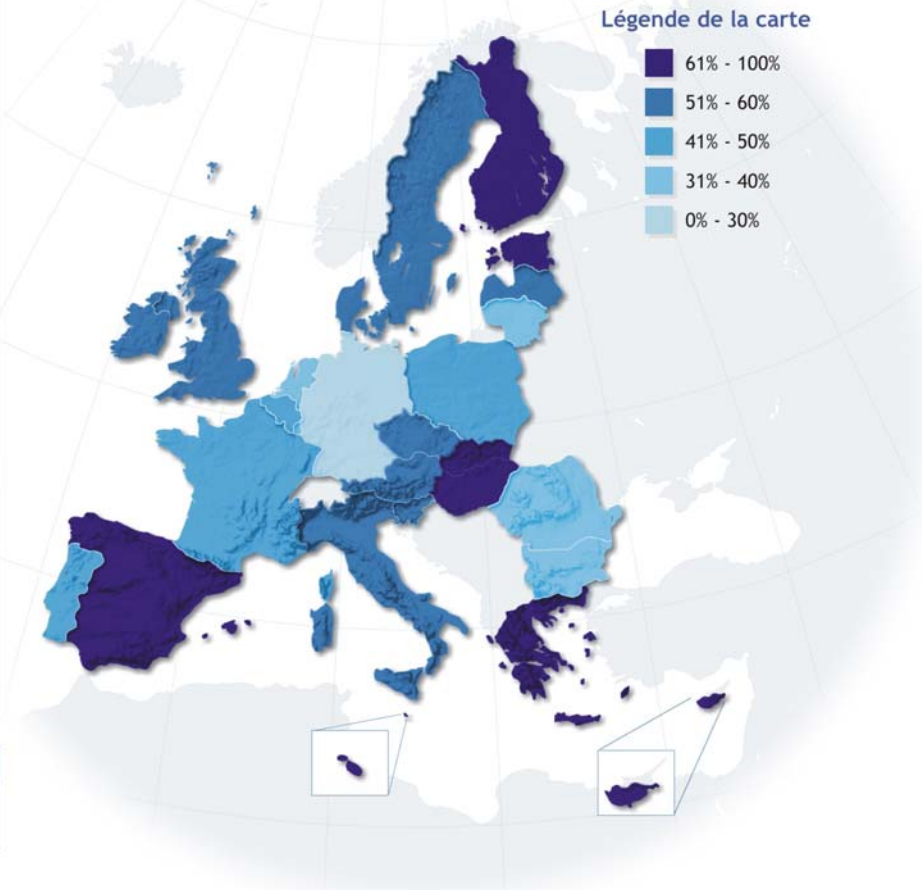 Légende de la carte
61% - 100%
51% - 60%
41% - 50%
31% - 40%
0% - 30%